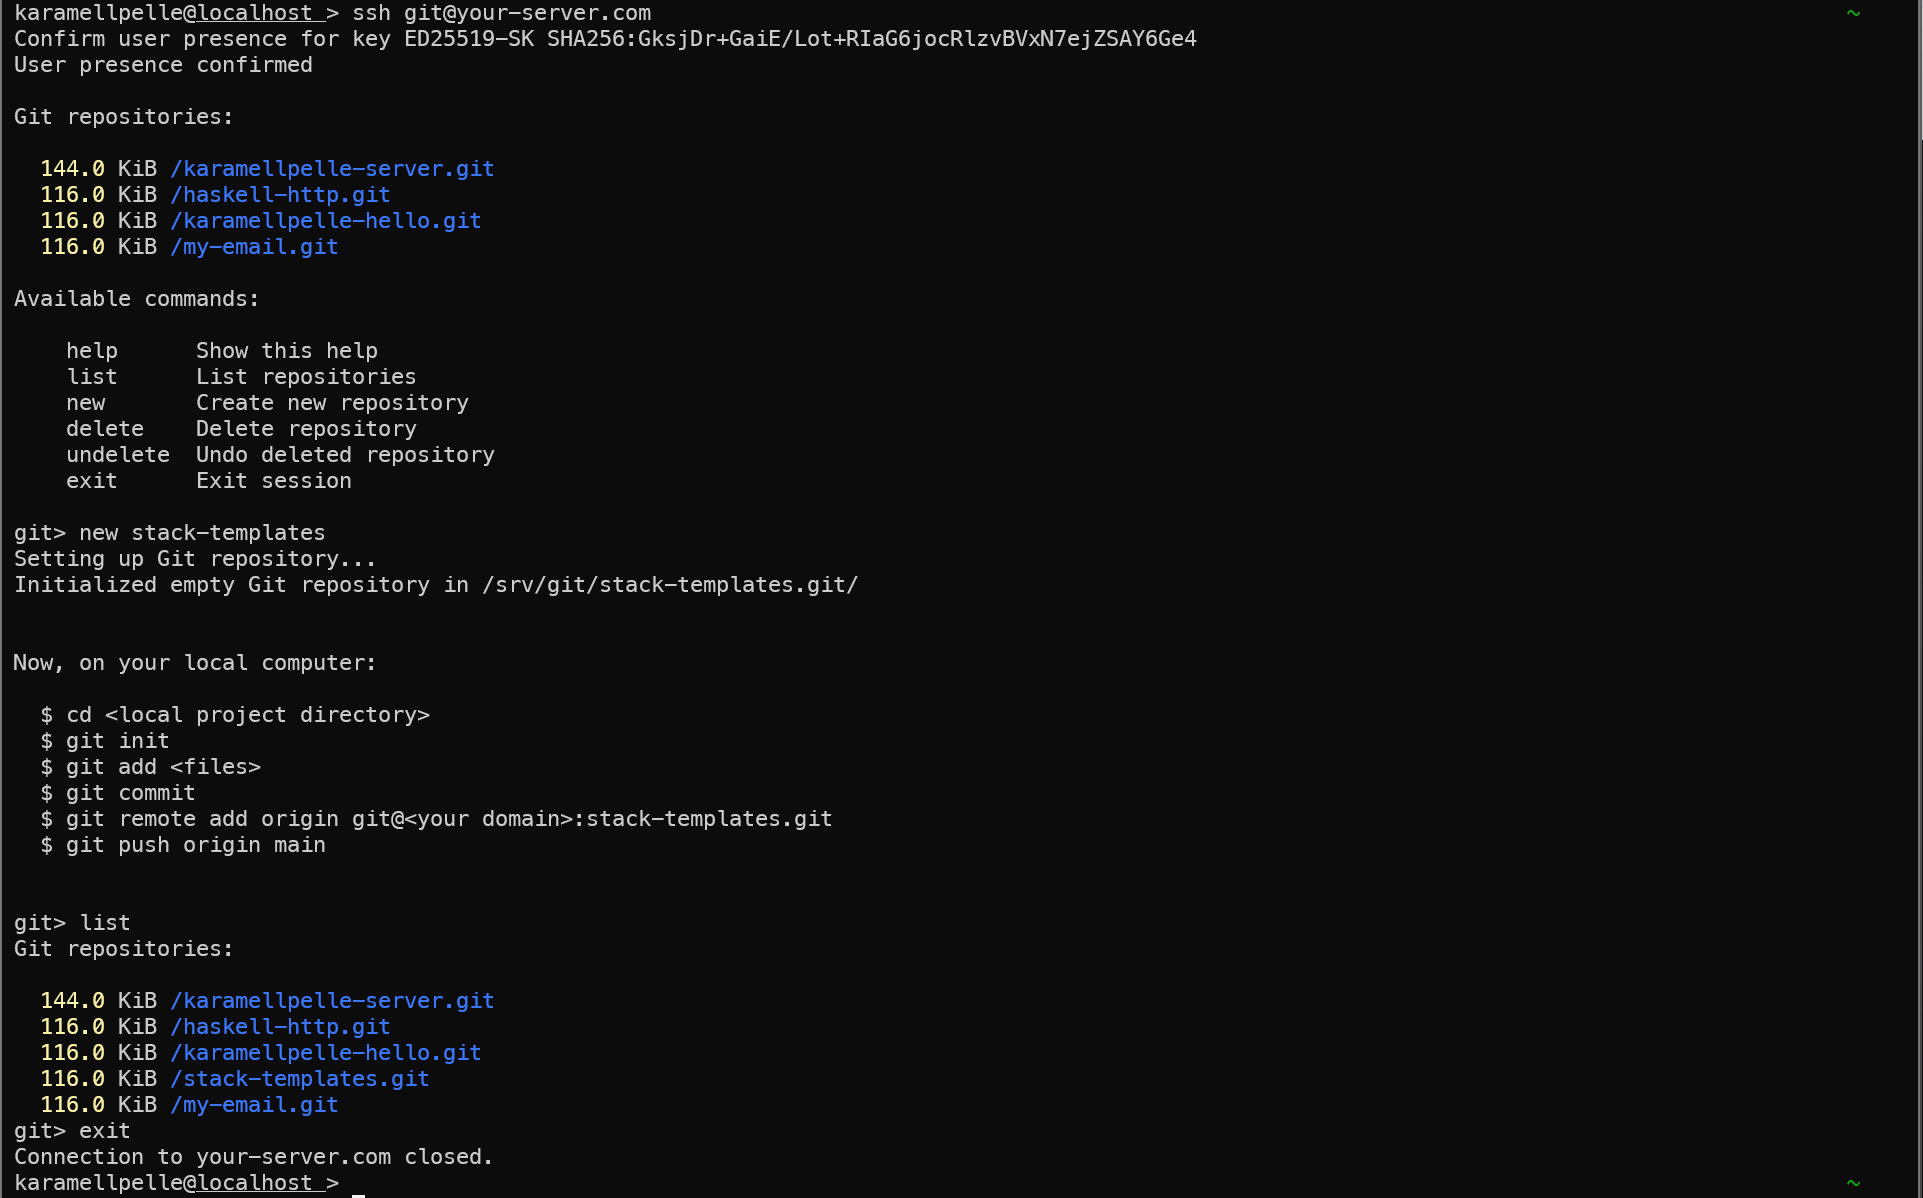 karamellpelle@localhost > ssh git@your-server.com ~
Confirm user presence for key ED25519-SK SHA256:GksjDr+GaiE/Lot+RIaG6jocRlzvBVxN7ejZSAY6Ge4
User presence confirmed
Git repositories:
144.0 KiB /karamellpelle-server.git
116.0 KiB /haskell-http.git
116.0 KiB /karamellpelle-hello.git
116.0 KiB /my-email.git
Available commands:
help Show this help
list List repositories
new Create new repository
delete Delete repository
undelete Undo deleted repository
exit Exit session
git> new stack-templates
Setting up Git repository...
Initialized empty Git repository in /srv/git/stack-templates.git/
Now, on your local computer:
$ cd <local project directory>
$ git init
$ git add <files>
$ git commit
$ git remote add origin git@<your domain>:stack-templates.git
$ git push origin main
git> list
Git repositories:
144.0 KiB /karamellpelle-server.git
116.0 KiB /haskell-http.git
116.0 KiB /karamellpelle-hello.git
116.0 KiB /stack-templates.git
116.0 KiB /my-email.git
git> exit
Connection to your-server.com closed.
karamellpelle@localhost > ~